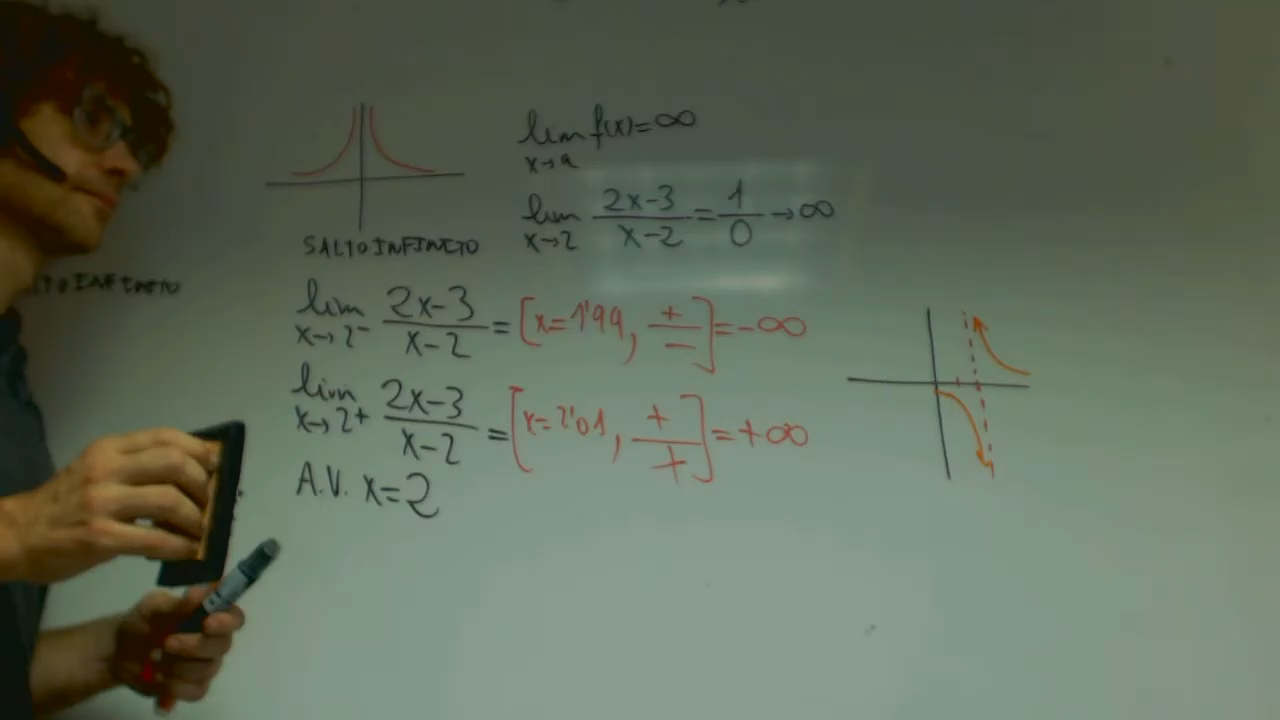 lim f(x)=∞
x→a
lim 2x-3/x-2 = 1/0 →∞
x→2
SALTO INFINITO
lim 2x-3/x-2 = [x=1'99, +/-] = -∞
x→2⁻
lim 2x-3/x-2 = [x=2'01, +/+] = +∞
x→2⁺
A.V. x=2